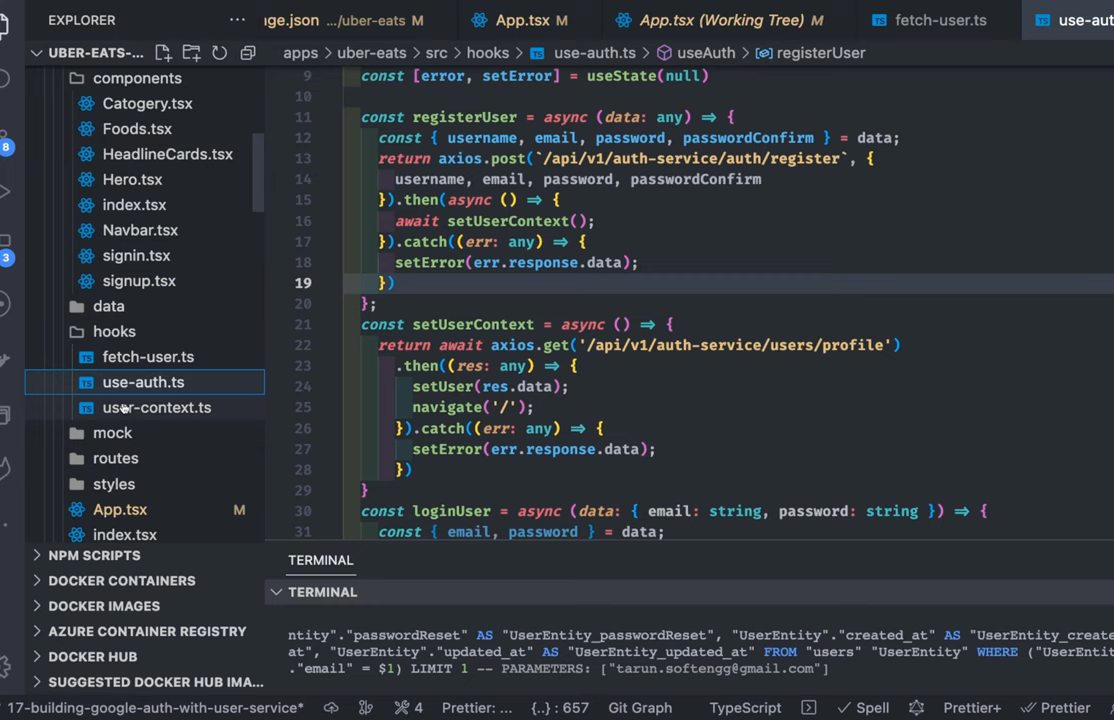 EXPLORER
...
age.json .../uber-eats M
App.tsx M
App.tsx (Working Tree) M
fetch-user.ts
use-aut
UBER-EATS-...
apps > uber-eats > src > hooks > use-auth.ts > useAuth > registerUser
components
Catogery.tsx
Foods.tsx
HeadlineCards.tsx
Hero.tsx
index.tsx
Navbar.tsx
signin.tsx
signup.tsx
data
hooks
fetch-user.ts
use-auth.ts
user-context.ts
mock
routes
styles
App.tsx M
index.tsx
NPM SCRIPTS
DOCKER CONTAINERS
DOCKER IMAGES
AZURE CONTAINER REGISTRY
DOCKER HUB
SUGGESTED DOCKER HUB IMA...
8
3
9 const [error, setError] = useState(null)
10
11 const registerUser = async (data: any) => {
12 const { username, email, password, passwordConfirm } = data;
13 return axios.post(`/api/v1/auth-service/auth/register`, {
14 username, email, password, passwordConfirm
15 }).then(async () => {
16 await setUserContext();
17 }).catch((err: any) => {
18 setError(err.response.data);
19 })
20 };
21 const setUserContext = async () => {
22 return await axios.get('/api/v1/auth-service/users/profile')
23 .then((res: any) => {
24 setUser(res.data);
25 navigate('/');
26 }).catch((err: any) => {
27 setError(err.response.data);
28 })
29 }
30 const loginUser = async (data: { email: string, password: string }) => {
31 const { email, password } = data;
TERMINAL
TERMINAL
ntity"."passwordReset" AS "UserEntity_passwordReset", "UserEntity"."created_at" AS "UserEntity_create
at", "UserEntity"."updated_at" AS "UserEntity_updated_at" FROM "users" "UserEntity" WHERE ("UserEntit
."email" = $1) LIMIT 1 -- PARAMETERS: ["tarun.softengg@gmail.com"]
17-building-google-auth-with-user-service* 4 Prettier: ... {..} : 657 Git Graph TypeScript Spell Prettier+ Prettier